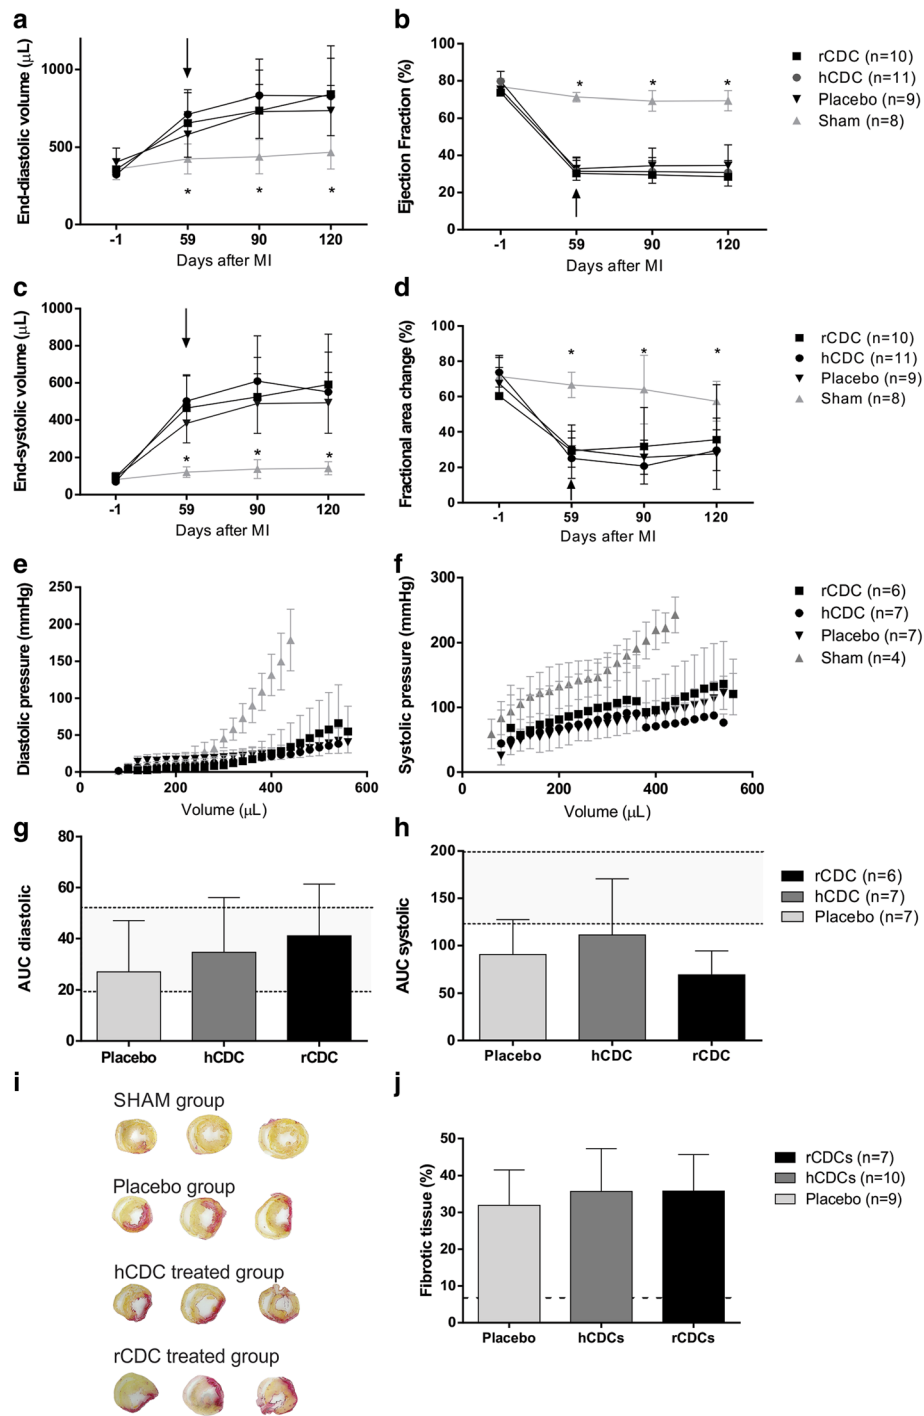 a
End-diastolic volume (μL)
1000
500
0
*
*
*
-1
59
90
120
Days after MI
b
Ejection Fraction (%)
100
80
60
40
20
0
*
*
*
-1
59
90
120
Days after MI
rCDC (n=10)
hCDC (n=11)
Placebo (n=9)
Sham (n=8)
c
End-systolic volume (μL)
1000
800
600
400
200
0
*
*
*
-1
59
90
120
Days after MI
d
Fractional area change (%)
100
80
60
40
20
0
*
*
*
-1
59
90
120
Days after MI
rCDC (n=10)
hCDC (n=11)
Placebo (n=9)
Sham (n=8)
e
Diastolic pressure (mmHg)
250
200
150
100
50
0
0
200
400
600
Volume (μL)
f
Systolic pressure (mmHg)
300
200
100
0
0
200
400
600
Volume (μL)
rCDC (n=6)
hCDC (n=7)
Placebo (n=7)
Sham (n=4)
g
AUC diastolic
80
60
40
20
0
Placebo
hCDC
rCDC
h
AUC systolic
200
150
100
50
0
Placebo
hCDC
rCDC
rCDC (n=6)
hCDC (n=7)
Placebo (n=7)
i
SHAM group
Placebo group
hCDC treated group
rCDC treated group
j
Fibrotic tissue (%)
50
40
30
20
10
0
Placebo
hCDCs
rCDCs
rCDCs (n=7)
hCDCs (n=10)
Placebo (n=9)